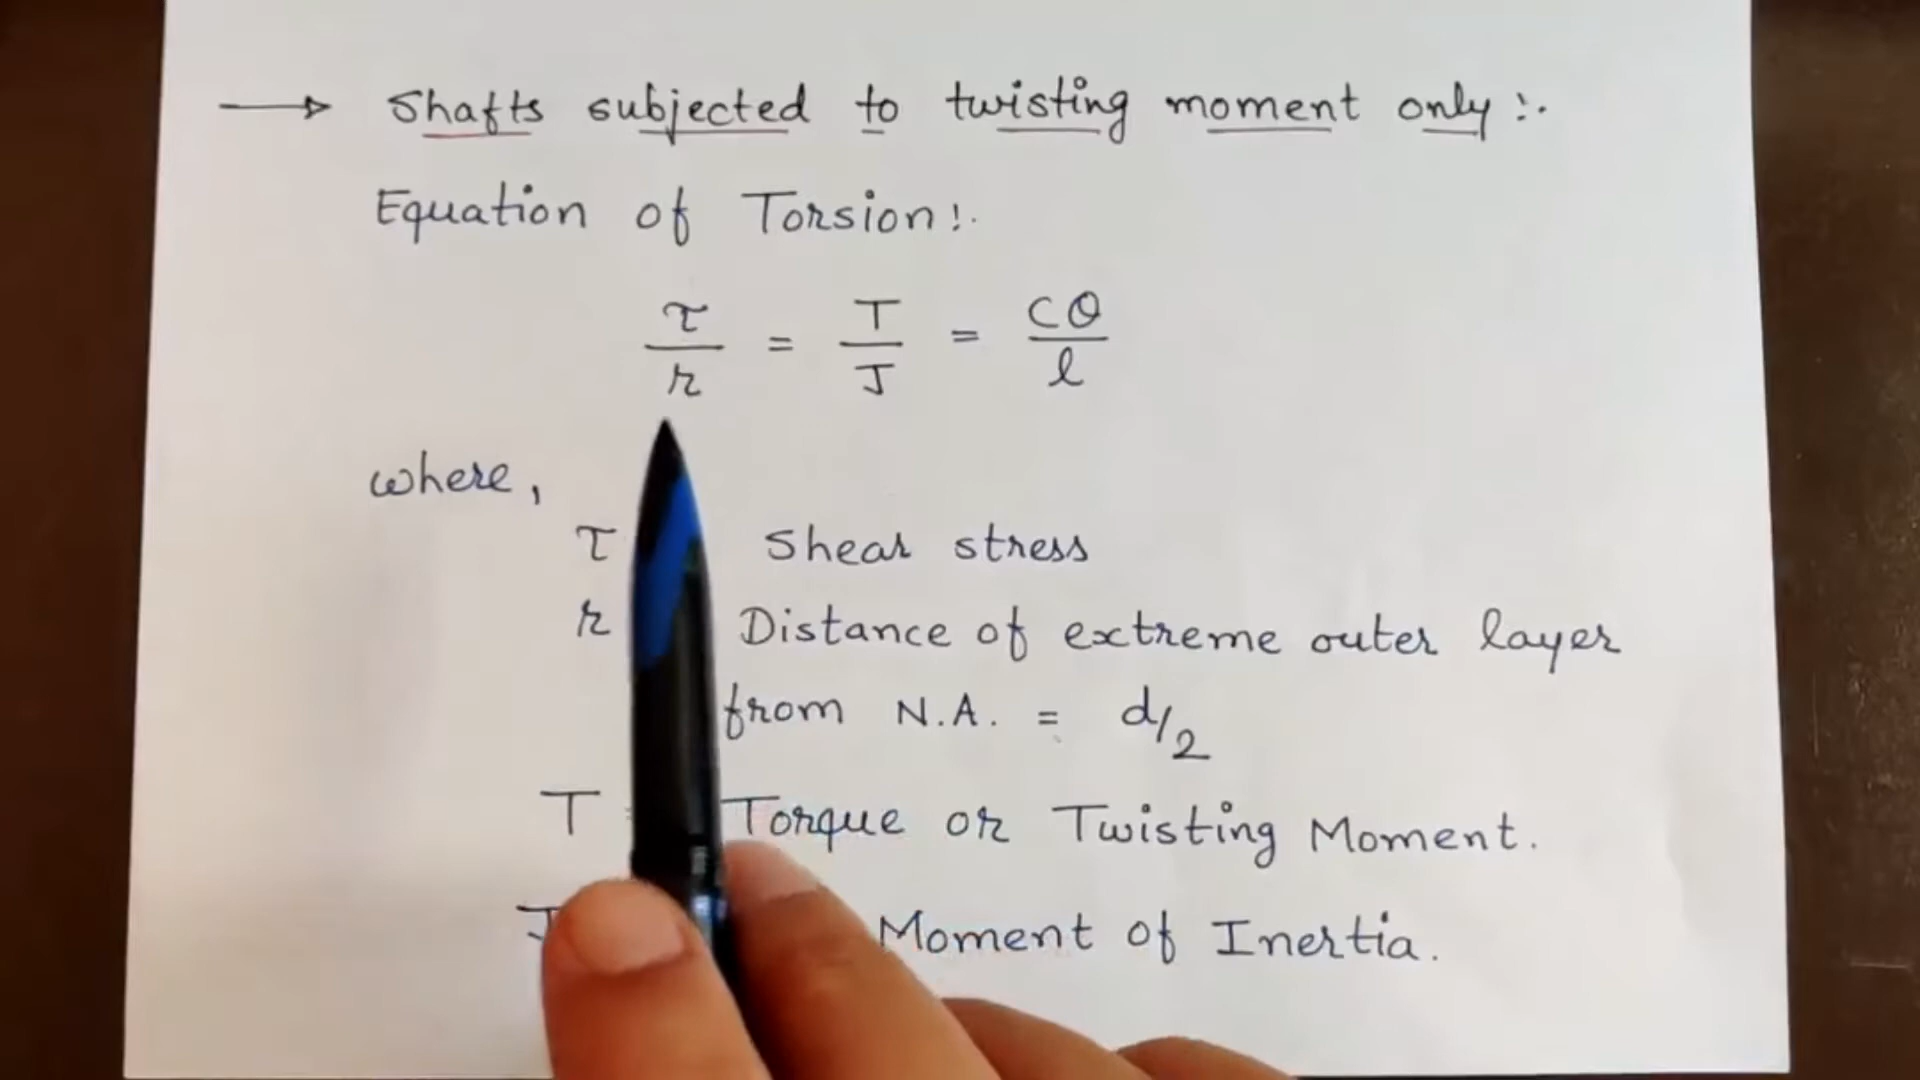 → Shafts subjected to twisting moment only :-
Equation of Torsion :-
τ/r = T/J = Cθ/l
where,
τ Shear stress
r Distance of extreme outer layer
from N.A. = d/2
T Torque or Twisting Moment.
J Moment of Inertia.